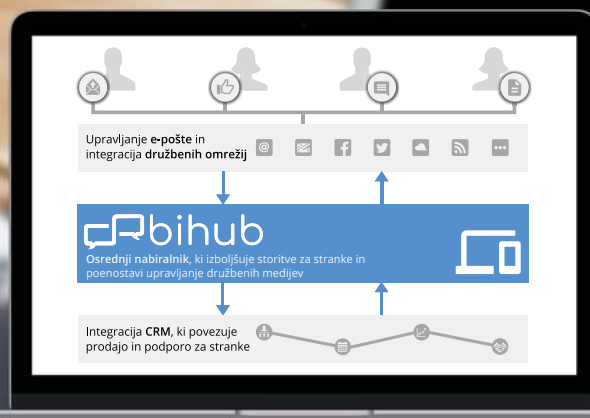 Upravljanje e-pošte in
integracija družbenih omrežij
bihub
Osrednji nabiralnik, ki izboljšuje storitve za stranke in
poenostavi upravljanje družbenih medijev
Integracija CRM, ki povezuje
prodajo in podporo za stranke